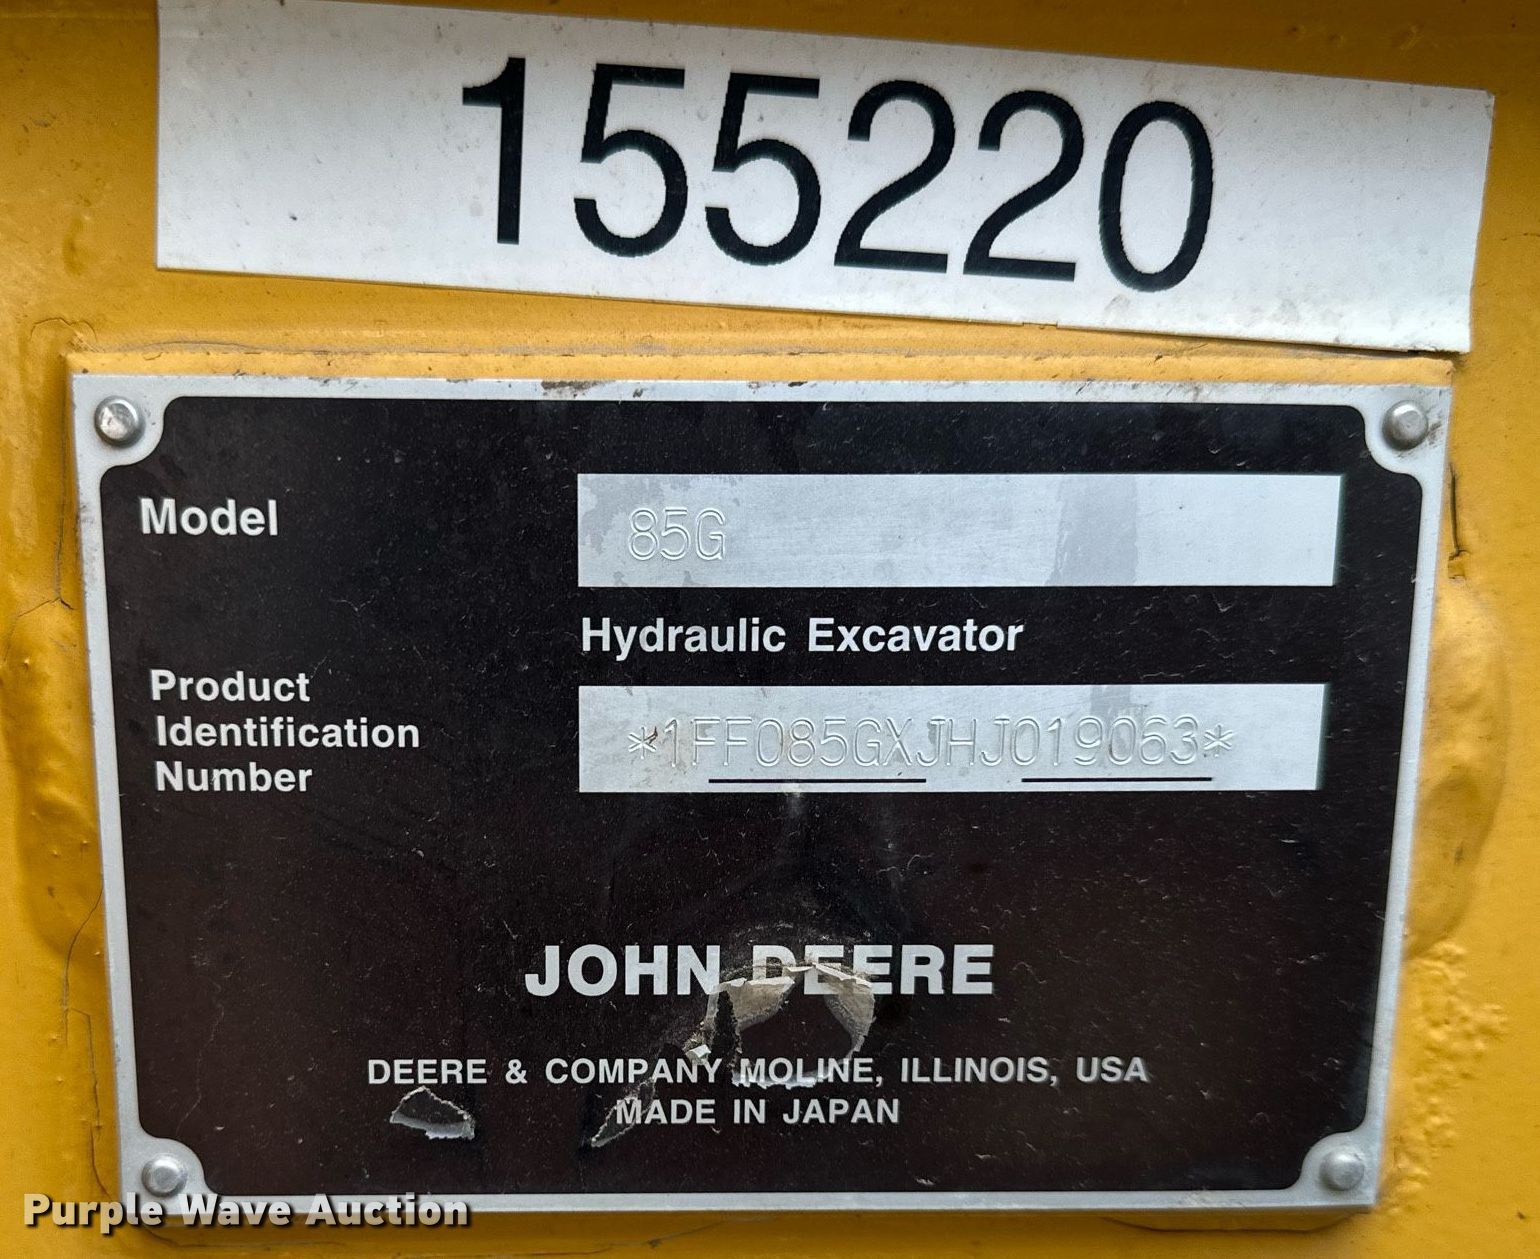 155220
Model
85G
Hydraulic Excavator
Product
Identification
Number
*1FF085GXJHJ019063*
JOHN DEERE
DEERE & COMPANY MOLINE, ILLINOIS, USA
MADE IN JAPAN
Purple Wave Auction